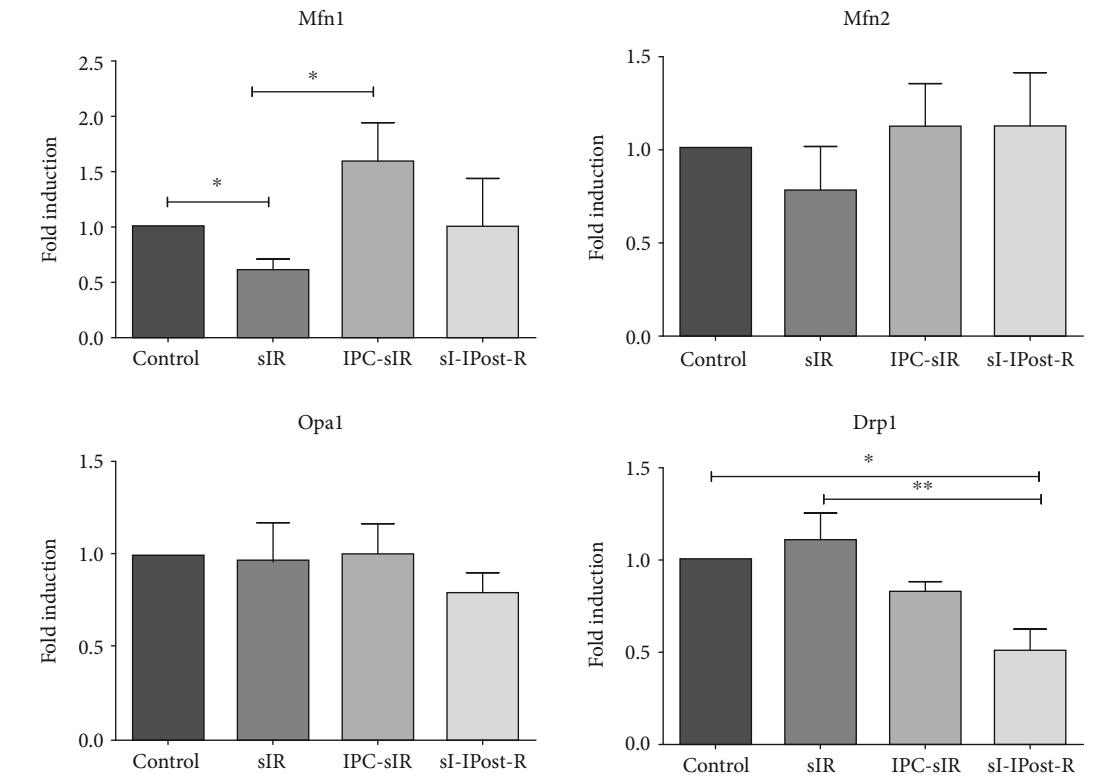 Mfn1
Fold induction
2.5
2.0
1.5
1.0
0.5
0.0
*
*
Control sIR IPC-sIR sI-IPost-R
Mfn2
Fold induction
1.5
1.0
0.5
0.0
Control sIR IPC-sIR sI-IPost-R
Opa1
Fold induction
1.5
1.0
0.5
0.0
Control sIR IPC-sIR sI-IPost-R
Drp1
Fold induction
1.5
1.0
0.5
0.0
*
**
Control sIR IPC-sIR sI-IPost-R